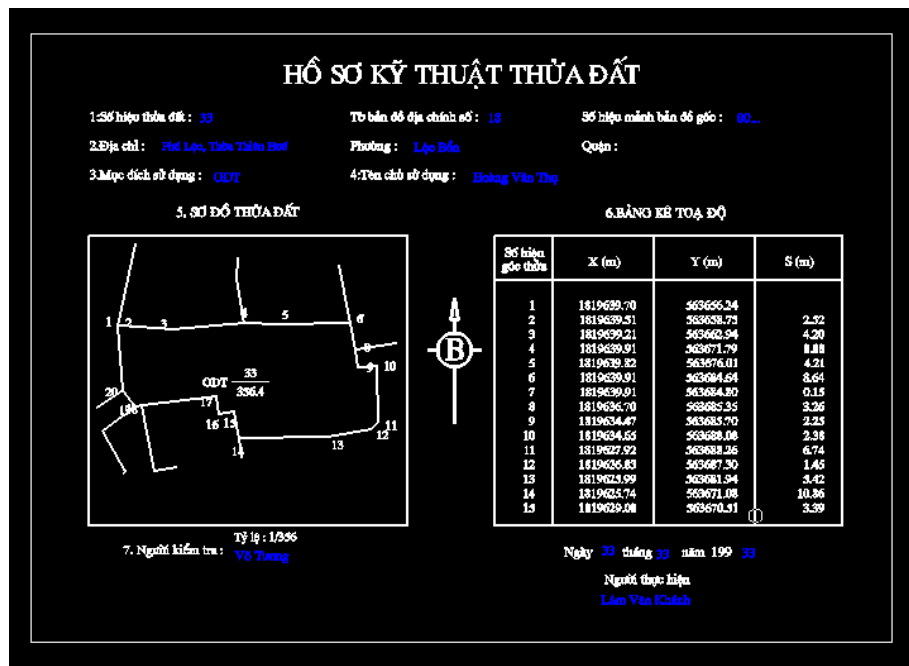 HỒ SƠ KỸ THUẬT THỬA ĐẤT
1:Số hiệu thửa đất : 33 Tờ bản đồ địa chính số : 18 Số hiệu mảnh bản đồ gốc : 00...
2.Địa chỉ : Phú Lộc, Thừa Thiên Huế Phường : Lộc Bổn Quận :
3.Mục đích sử dụng : ODT 4:Tên chủ sử dụng : Hoàng Văn Thọ
5. SƠ ĐỒ THỬA ĐẤT
1 2 3 4 5 6
8
9 10
ODT 33
356.4
20
17
16 15
11
12
13
14
B
Tỷ lệ : 1/356
7. Người kiểm tra : Võ Tương
6.BẢNG KÊ TOẠ ĐỘ
Số hiệu góc thửa X (m) Y (m) S (m)
1 1819639.70 563656.24
2 1819639.51 563658.75 2.52
3 1819639.21 563662.94 4.20
4 1819639.91 563671.79 8.88
5 1819639.82 563676.01 4.21
6 1819639.91 563684.64 8.64
7 1819639.91 563684.80 0.15
8 1819636.70 563685.35 3.26
9 1819634.47 563685.70 2.25
10 1819634.65 563688.08 2.38
11 1819627.92 563688.26 6.74
12 1819626.83 563687.30 1.45
13 1819625.99 563681.94 5.42
14 1819625.74 563671.08 10.86
15 1819629.08 563670.51 3.39
Ngày 33 tháng 33 năm 199 33
Người thực hiện
Lâm Văn Khánh